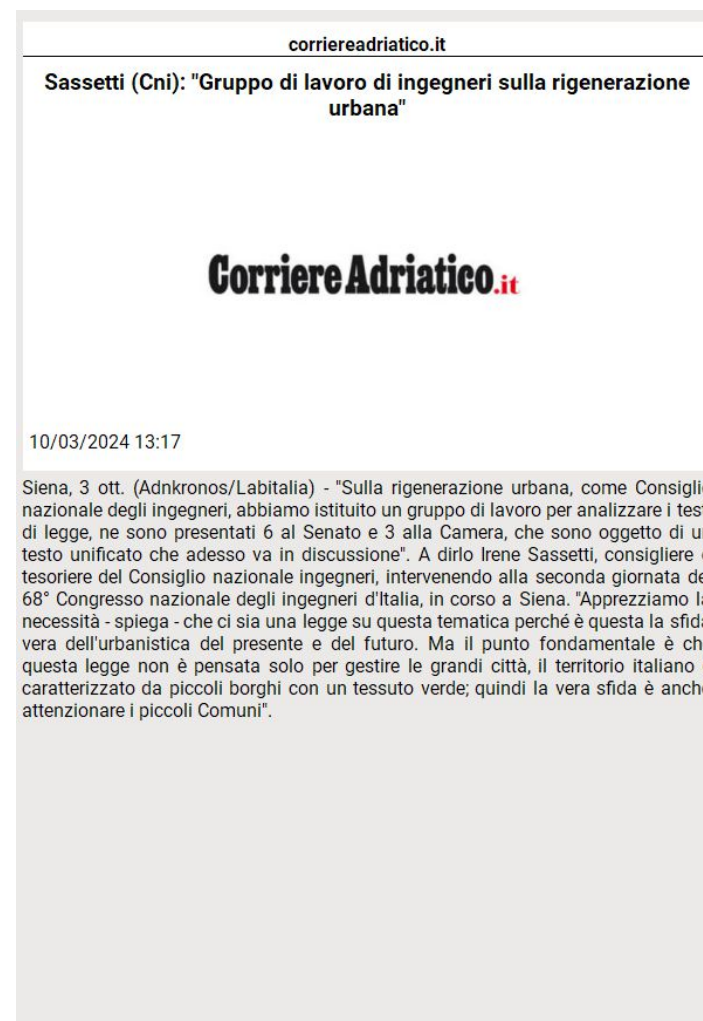 corriereadriatico.it
Sassetti (Cni): "Gruppo di lavoro di ingegneri sulla rigenerazione
urbana"
Corriere Adriatico.it
10/03/2024 13:17
Siena, 3 ott. (Adnkronos/Labitalia) - "Sulla rigenerazione urbana, come Consigli
nazionale degli ingegneri, abbiamo istituito un gruppo di lavoro per analizzare i test
di legge, ne sono presentati 6 al Senato e 3 alla Camera, che sono oggetto di u
testo unificato che adesso va in discussione". A dirlo Irene Sassetti, consigliere
tesoriere del Consiglio nazionale ingegneri, intervenendo alla seconda giornata de
68° Congresso nazionale degli ingegneri d'Italia, in corso a Siena. "Apprezziamo l
necessità - spiega - che ci sia una legge su questa tematica perché è questa la sfid
vera dell'urbanistica del presente e del futuro. Ma il punto fondamentale è ch
questa legge non è pensata solo per gestire le grandi città, il territorio italiano
caratterizzato da piccoli borghi con un tessuto verde; quindi la vera sfida è anch
attenzionare i piccoli Comuni".